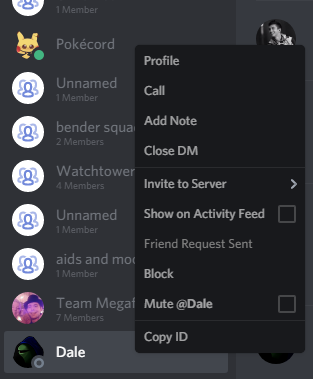 1 Member
Pokécord
Unnamed
1 Member
bender squa
2 Members
Watchtower
4 Members
Unnamed
1 Member
aids and mod
1 Member
Team Megaf
7 Members
Dale
Profile
Call
Add Note
Close DM
Invite to Server
Show on Activity Feed
Friend Request Sent
Block
Mute @Dale
Copy ID